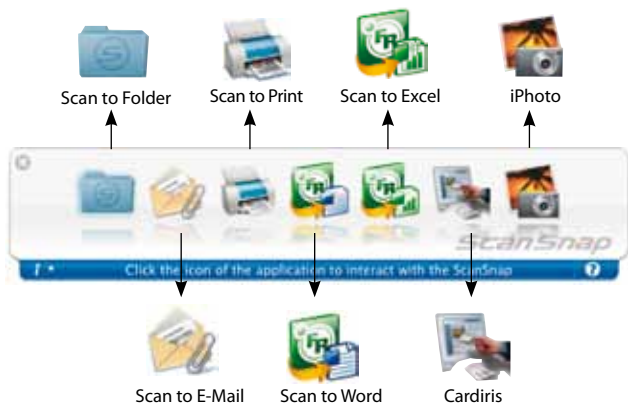 Scan to Folder
Scan to Print
Scan to Excel
iPhoto
ScanSnap
Click the icon of the application to interact with the ScanSnap
?
Scan to E-Mail
Scan to Word
Cardiris